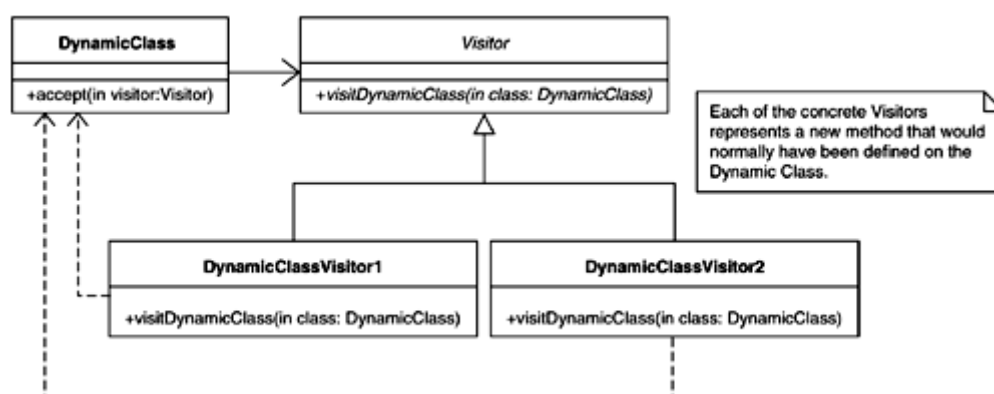 DynamicClass
+accept(in visitor:Visitor)
Visitor
+visitDynamicClass(in class: DynamicClass)
Each of the concrete Visitors
represents a new method that would
normally have been defined on the
Dynamic Class.
DynamicClassVisitor1
+visitDynamicClass(in class: DynamicClass)
DynamicClassVisitor2
+visitDynamicClass(in class: DynamicClass)